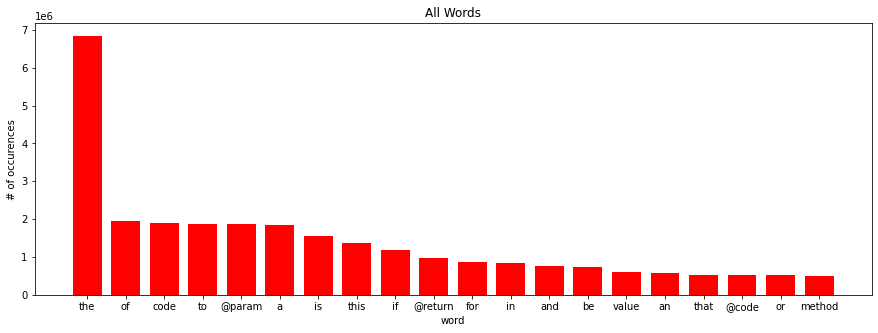 All Words
1e6
7
6
5
4
3
2
1
0
# of occurences
the of code to @param a is this if @return for in and be value an that @code or method
word